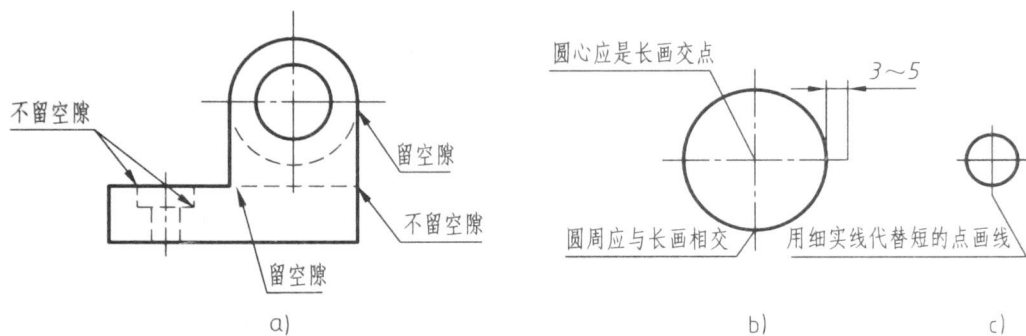 不留空隙
留空隙
不留空隙
留空隙
a)
圆心应是长画交点
3~5
圆周应与长画相交
b)
用细实线代替短的点画线
c)